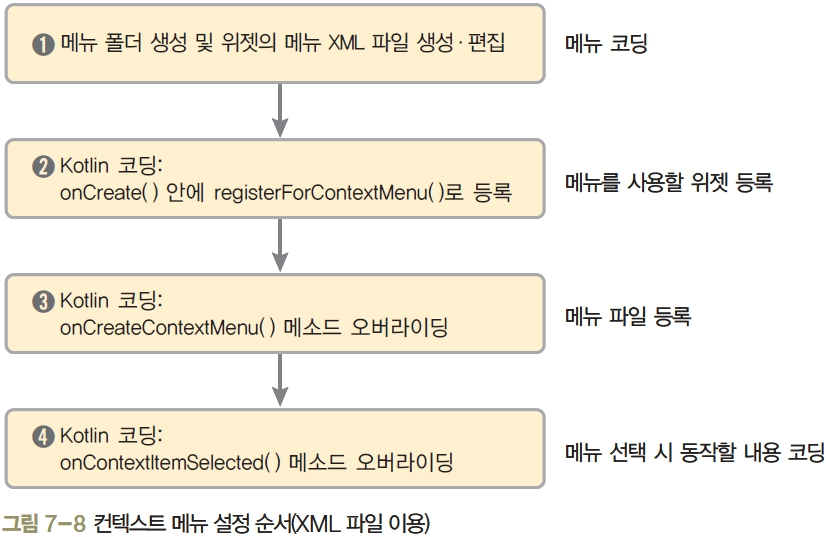 ❶ 메뉴 폴더 생성 및 위젯의 메뉴 XML 파일 생성·편집
메뉴 코딩
❷ Kotlin 코딩:
onCreate( ) 안에 registerForContextMenu( )로 등록
메뉴를 사용할 위젯 등록
❸ Kotlin 코딩:
onCreateContextMenu( ) 메소드 오버라이딩
메뉴 파일 등록
❹ Kotlin 코딩:
onContextItemSelected( ) 메소드 오버라이딩
메뉴 선택 시 동작할 내용 코딩
그림 7-8 컨텍스트 메뉴 설정 순서(XML 파일 이용)